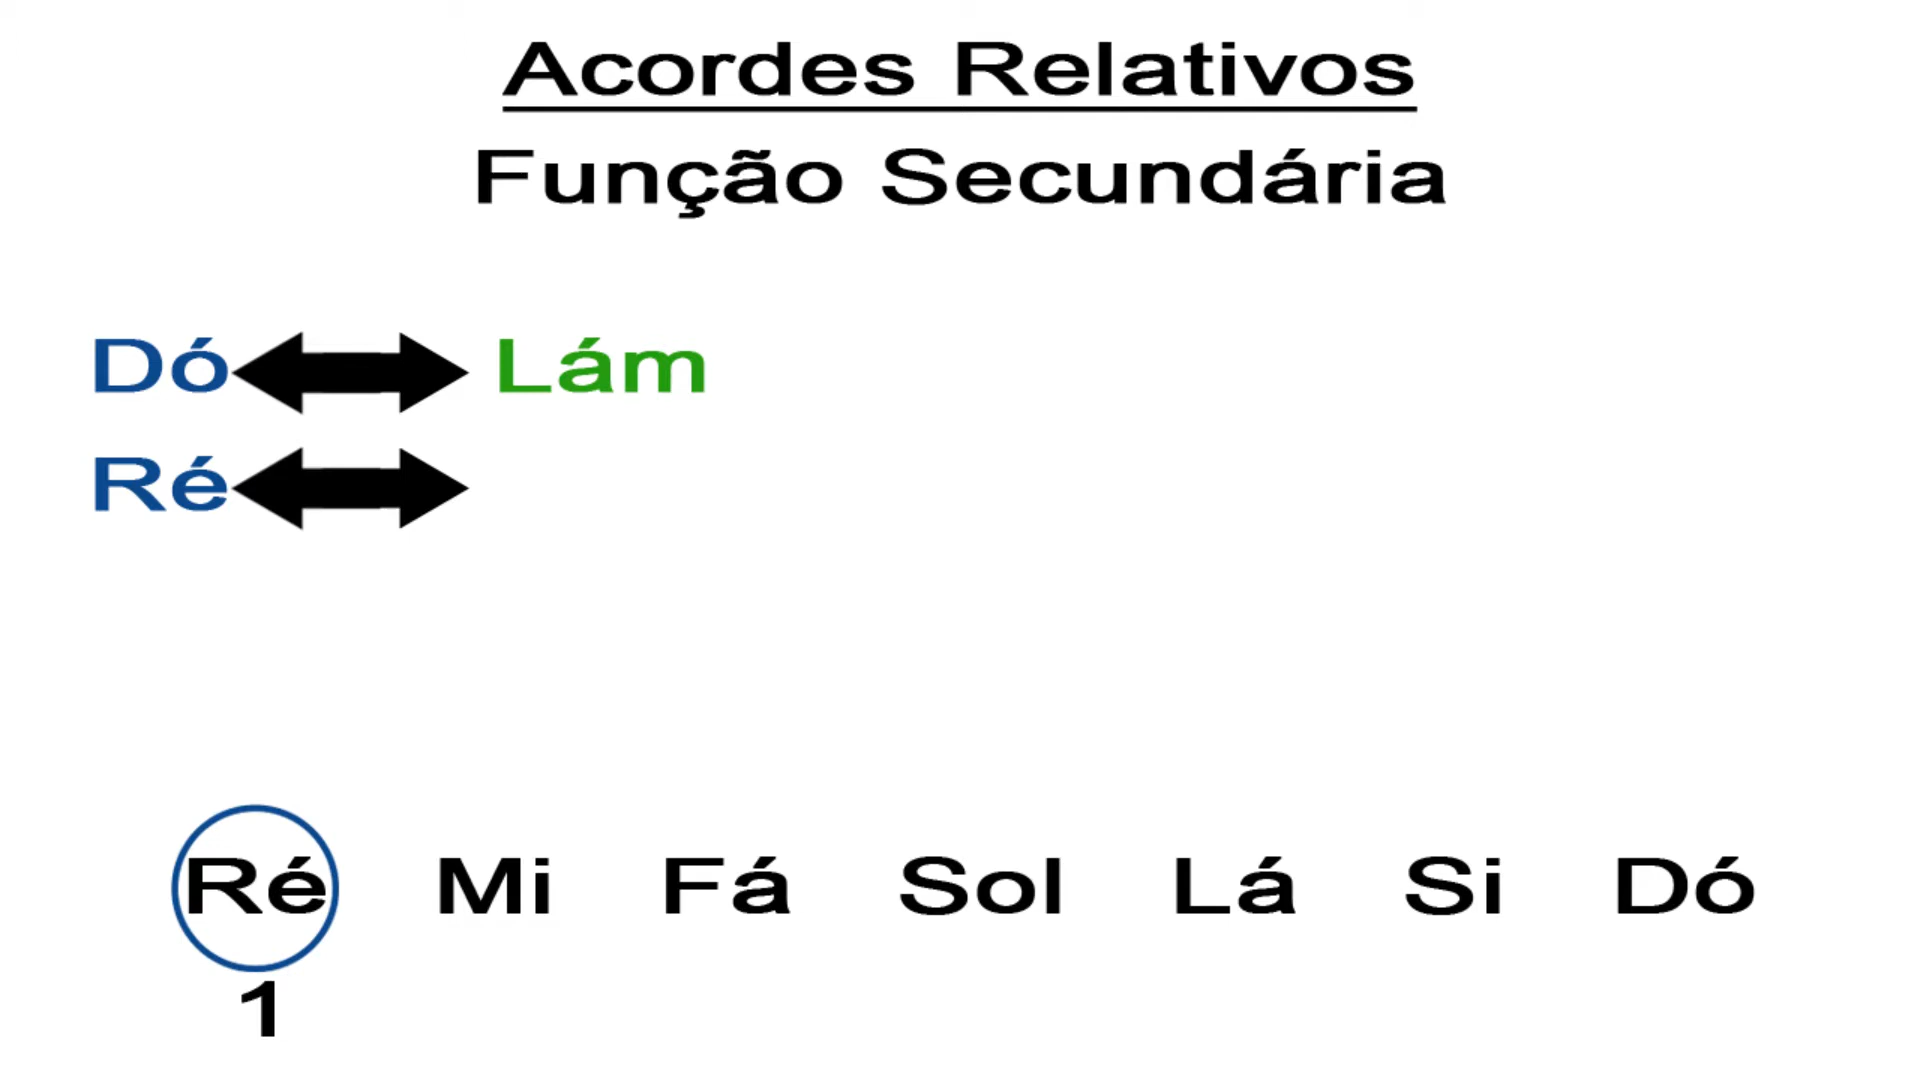 Acordes Relativos
Função Secundária
Dó Lám
Ré
Ré Mi Fá Sol Lá Si Dó
1